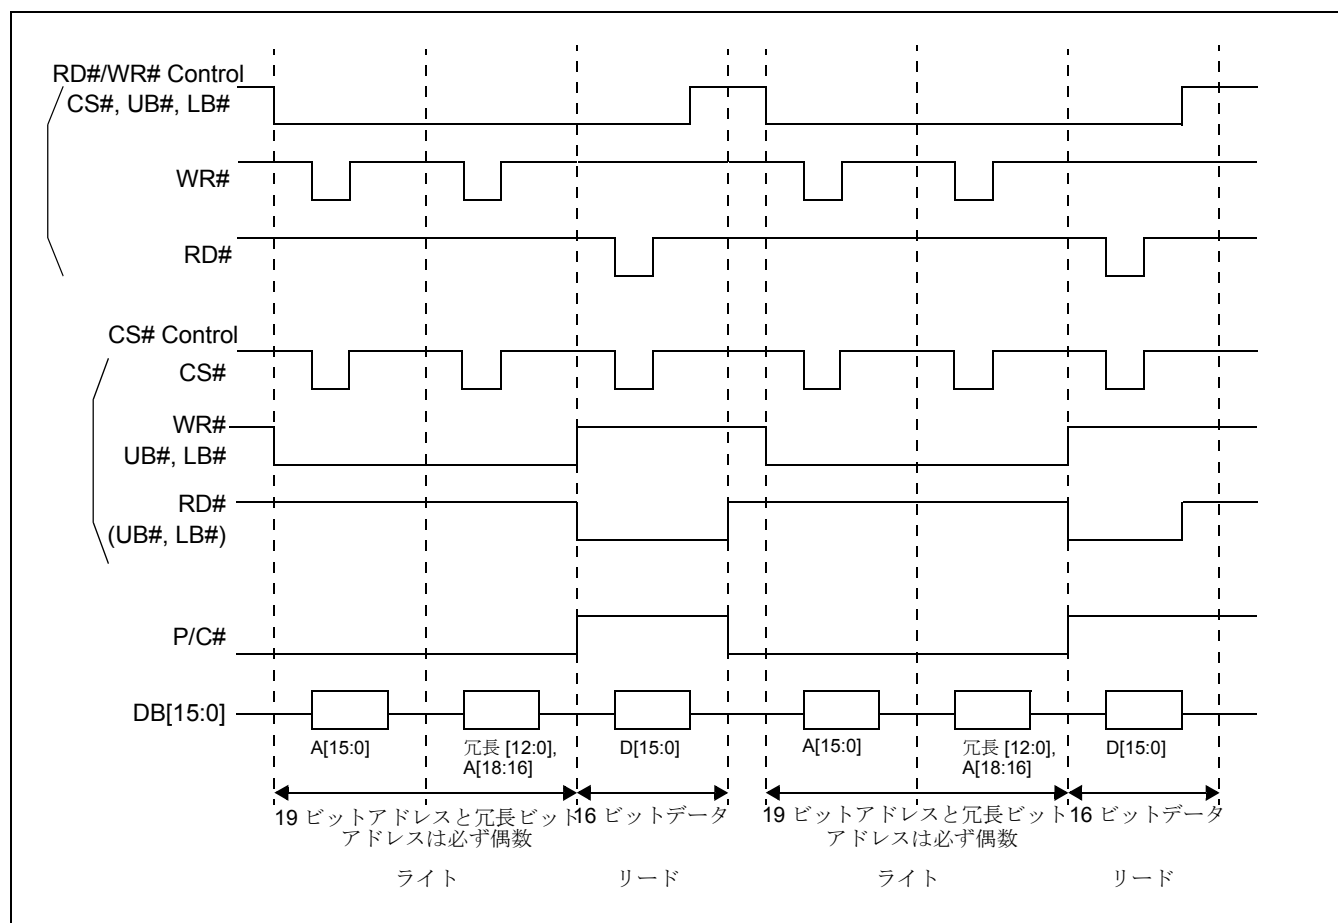 RD#/WR# Control
CS#, UB#, LB#
WR#
RD#
CS# Control
CS#
WR#
UB#, LB#
RD#
(UB#, LB#)
P/C#
DB[15:0]
A[15:0]
冗長 [12:0],
A[18:16]
D[15:0]
A[15:0]
冗長 [12:0],
A[18:16]
D[15:0]
19 ビットアドレスと冗長ビット
アドレスは必ず偶数
16 ビットデータ
19 ビットアドレスと冗長ビット
アドレスは必ず偶数
16 ビットデータ
ライト
リード
ライト
リード